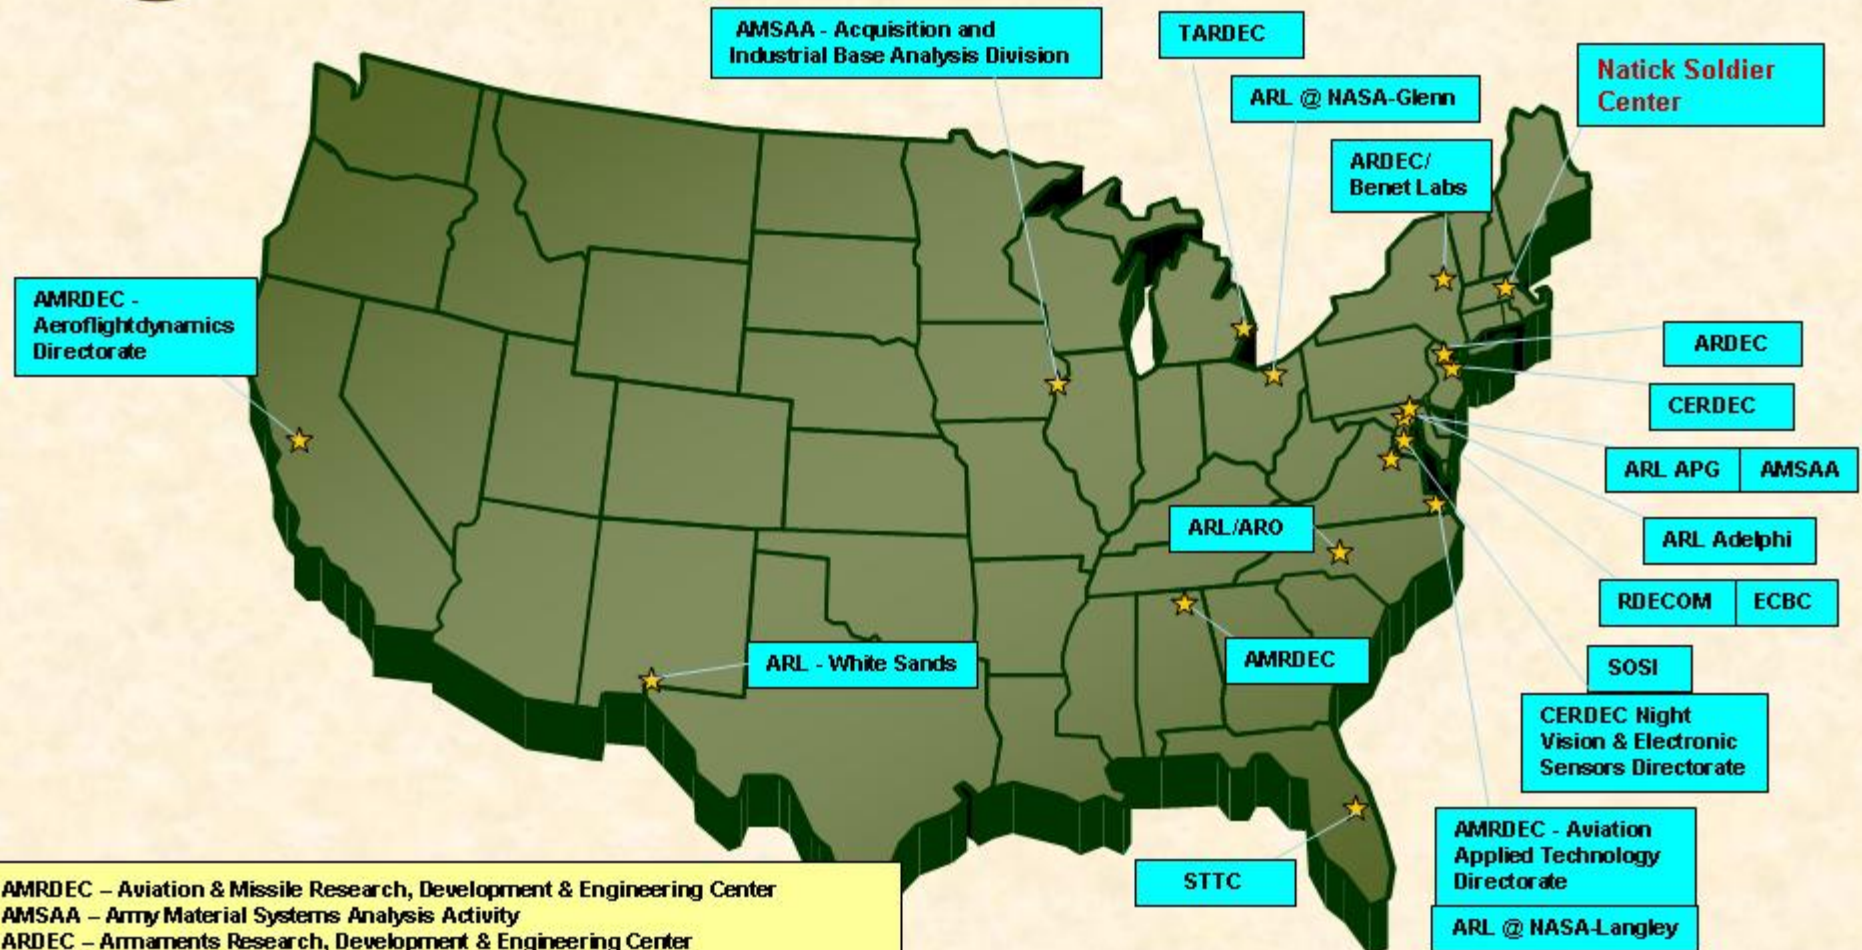 AMSAA - Acquisition and
Industrial Base Analysis Division
TARDEC
ARL @ NASA-Glenn
Natick Soldier
Center
ARDEC/
Benet Labs
AMRDEC -
Aeroflightdynamics
Directorate
ARDEC
CERDEC
ARL APG
AMSAA
ARL/ARO
ARL Adelphi
RDECOM
ECBC
ARL - White Sands
AMRDEC
SOSI
CERDEC Night
Vision & Electronic
Sensors Directorate
STTC
AMRDEC - Aviation
Applied Technology
Directorate
ARL @ NASA-Langley
AMRDEC – Aviation & Missile Research, Development & Engineering Center
AMSAA – Army Material Systems Analysis Activity
ARDEC – Armaments Research, Development & Engineering Center